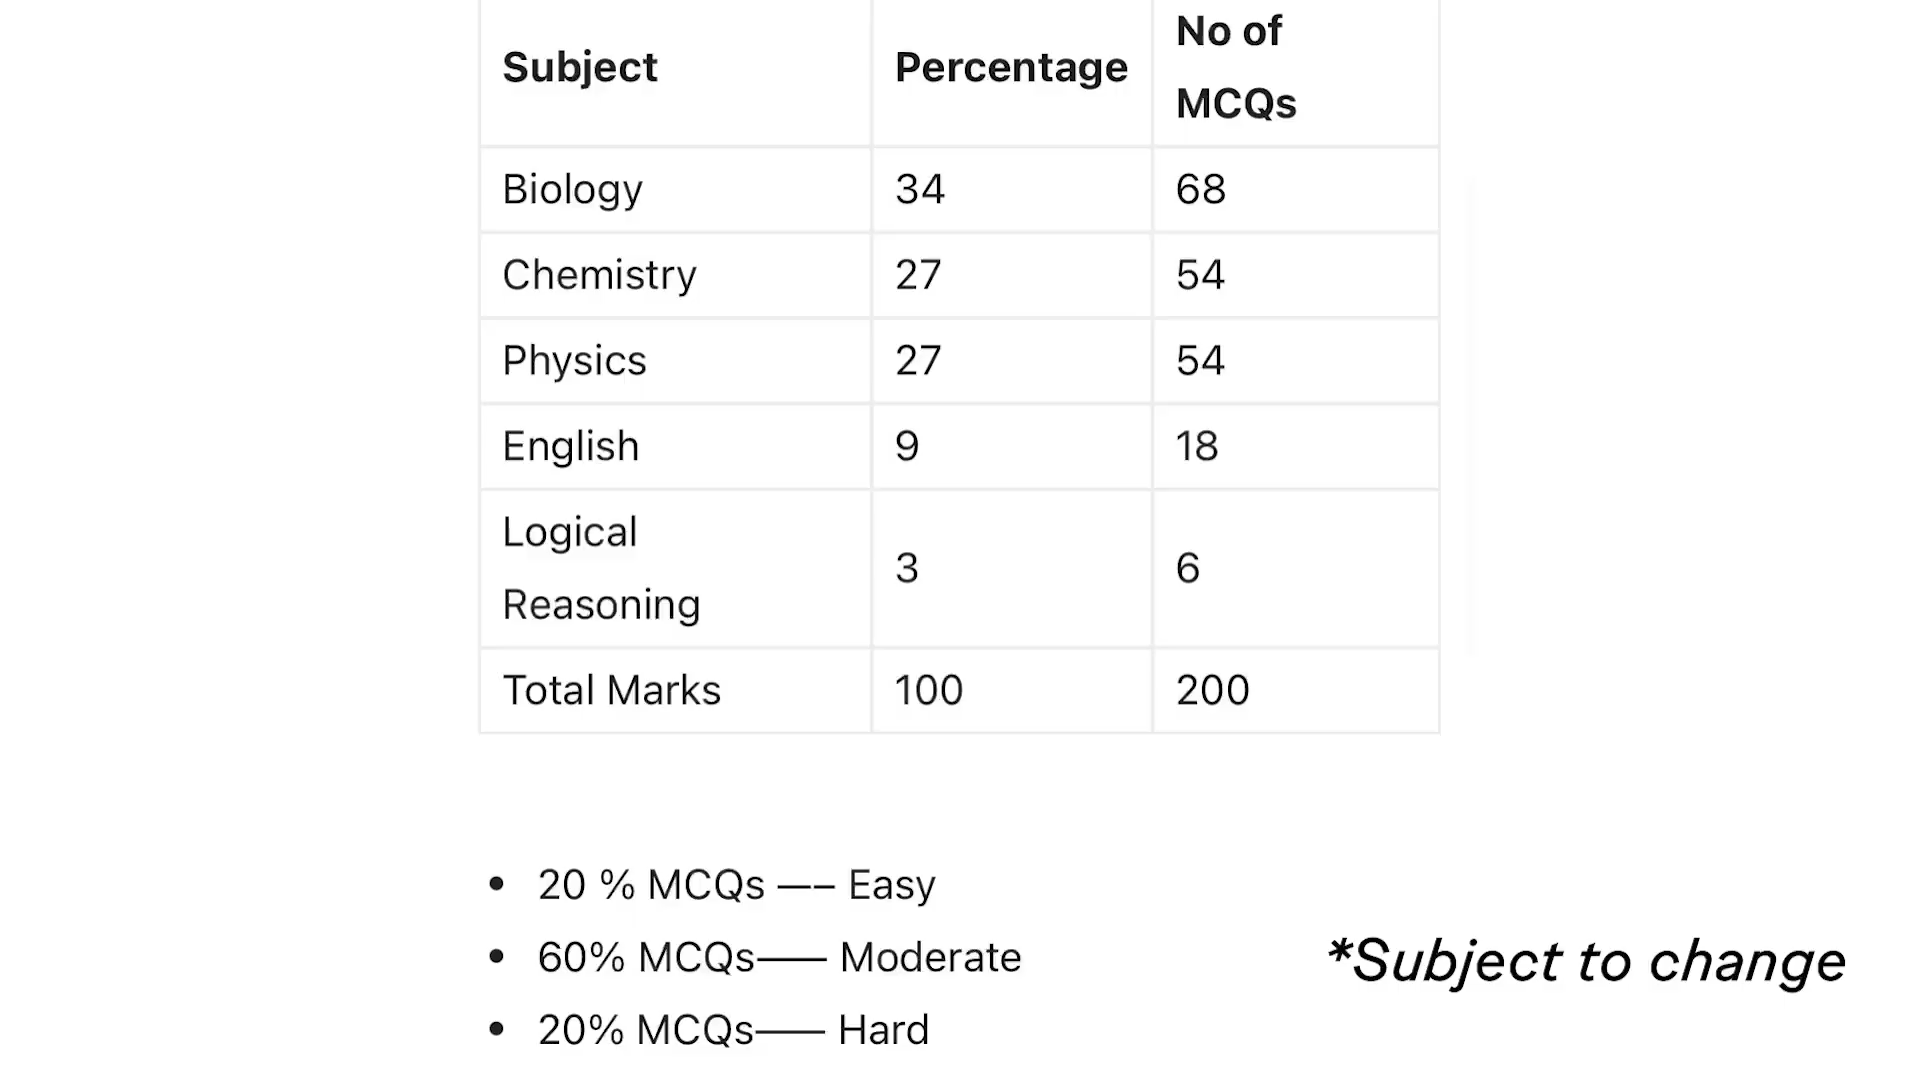 Subject Percentage No of
MCQs
Biology 34 68
Chemistry 27 54
Physics 27 54
English 9 18
Logical
Reasoning 3 6
Total Marks 100 200
• 20 % MCQs —– Easy
• 60% MCQs—— Moderate
• 20% MCQs—— Hard
*Subject to change